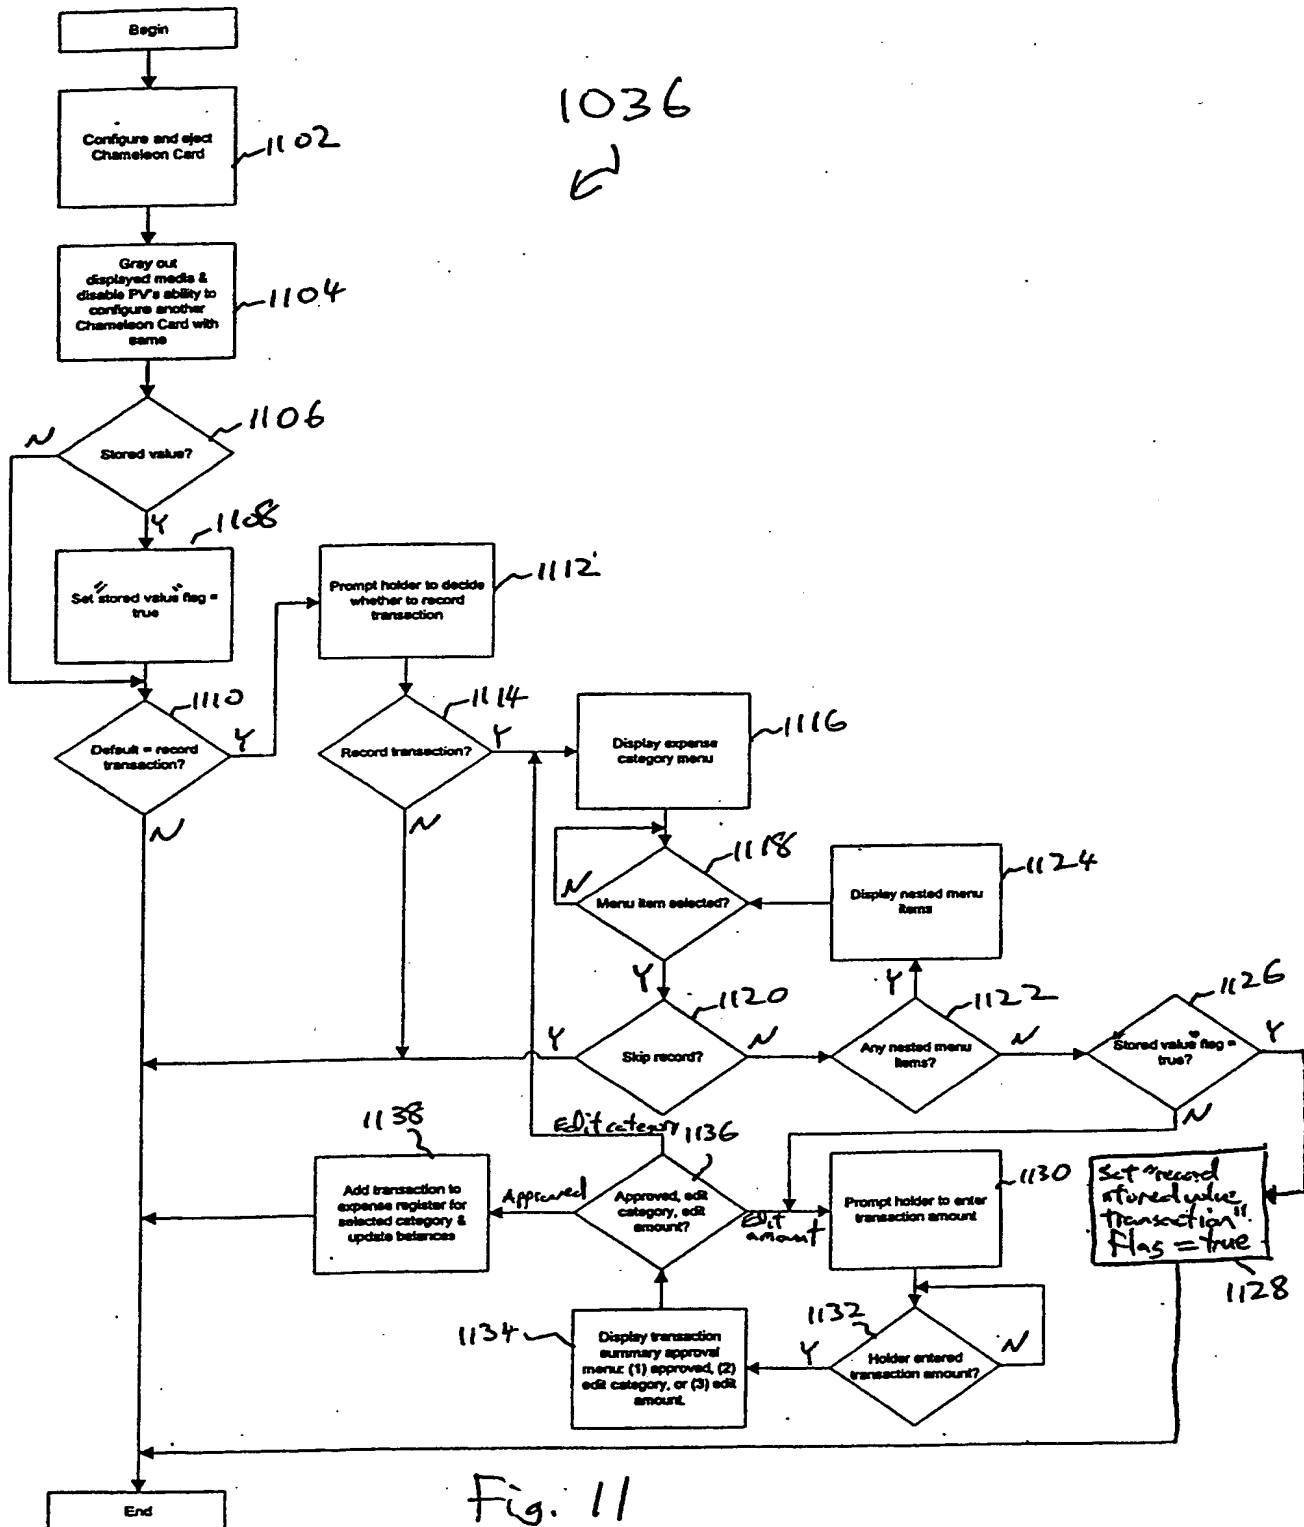 Begin
1036
Configure and eject
Chameleon Card
1102
Gray out
displayed media &
disable PV's ability to
configure another
Chameleon Card with
same
1104
Stored value?
1106
N
Y
1108
Set "stored value" flag =
true
Prompt holder to decide
whether to record
transaction
1112
1110
Default = record
transaction?
Y
N
1114
Record transaction?
Y
N
Display expense
category menu
1116
1118
Menu item selected?
N
Y
Display nested menu
items
1124
1120
Skip record?
Y
N
1122
Any nested menu
items?
Y
N
1126
"Stored value" flag =
true?
Y
N
1138
Add transaction to
expense register for
selected category &
update balances
Approved
Edit category
1136
Approved, edit
category, edit
amount?
Edit
amount
Prompt holder to enter
transaction amount
1130
Set "record
stored value
transaction"
Flag = true
1128
1134
Display transaction
summary approval
menu: (1) approved, (2)
edit category, or (3) edit
amount.
1132
Holder entered
transaction amount?
Y
N
End
Fig. 11